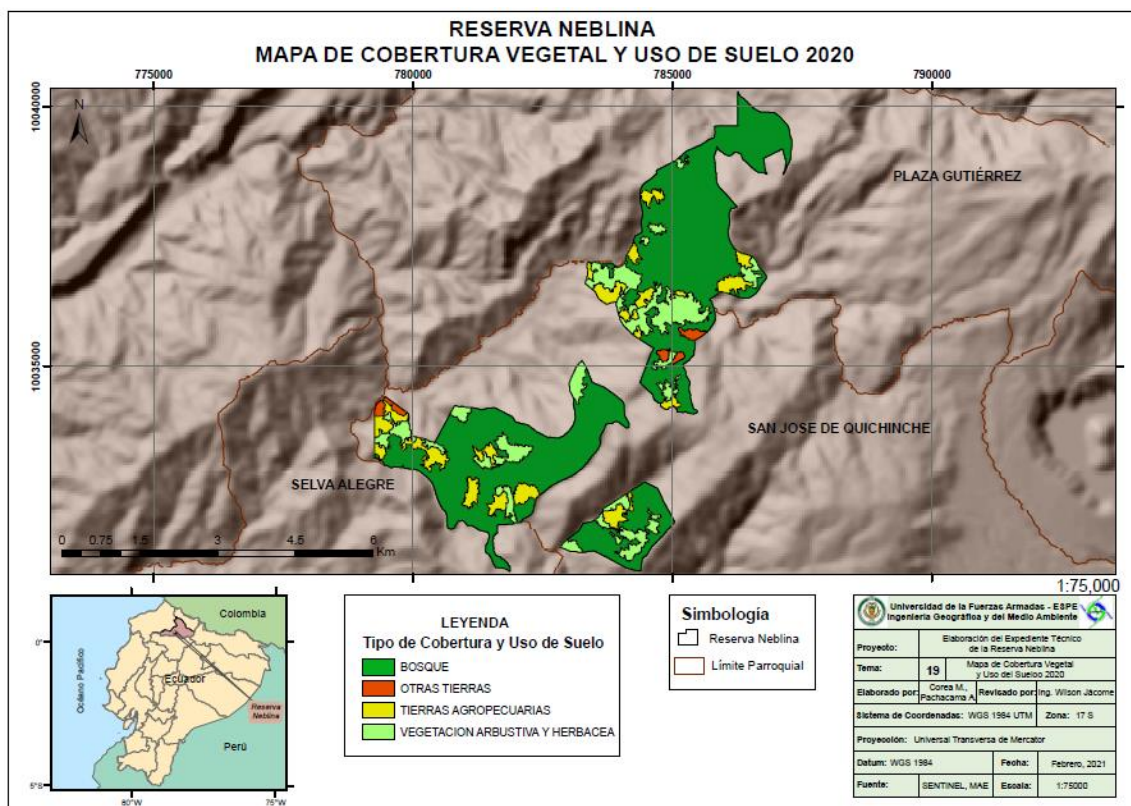 RESERVA NEBLINA
MAPA DE COBERTURA VEGETAL Y USO DE SUELO 2020
775000 780000 785000 790000
10040000
10035000
N
PLAZA GUTIÉRREZ
SAN JOSE DE QUICHINCHE
SELVA ALEGRE
0 0.75 1.5 3 4.5 6
Km
1:75,000
Colombia
0°
Océano Pacífico
Ecuador
Reserva
Neblina
Perú
5°S
80°W 75°W
LEYENDA
Tipo de Cobertura y Uso de Suelo
BOSQUE
OTRAS TIERRAS
TIERRAS AGROPECUARIAS
VEGETACION ARBUSTIVA Y HERBACEA
Simbología
Reserva Neblina
Límite Parroquial
Universidad de la Fuerzas Armadas - ESPE
Ingeniería Geográfica y del Medio Ambiente
Proyecto: Elaboración del Expediente Técnico
de la Reserva Neblina
Tema: 19 Mapa de Cobertura Vegetal
y Uso del Sueloo 2020
Elaborado por: Corea M., Pachacama A. Revisado por: Ing. Wilson Jácome
Sistema de Coordenadas: WGS 1984 UTM Zona: 17 S
Proyección: Universal Transversa de Mercator
Datum: WGS 1984 Fecha: Febrero, 2021
Fuente: SENTINEL, MAE Escala: 1:75000